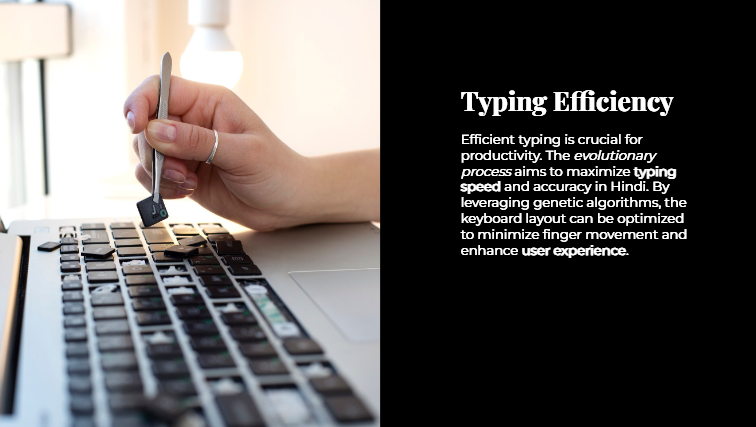 Typing Efficiency
Efficient typing is crucial for
productivity. The evolutionary
process aims to maximize typing
speed and accuracy in Hindi. By
leveraging genetic algorithms, the
keyboard layout can be optimized
to minimize finger movement and
enhance user experience.